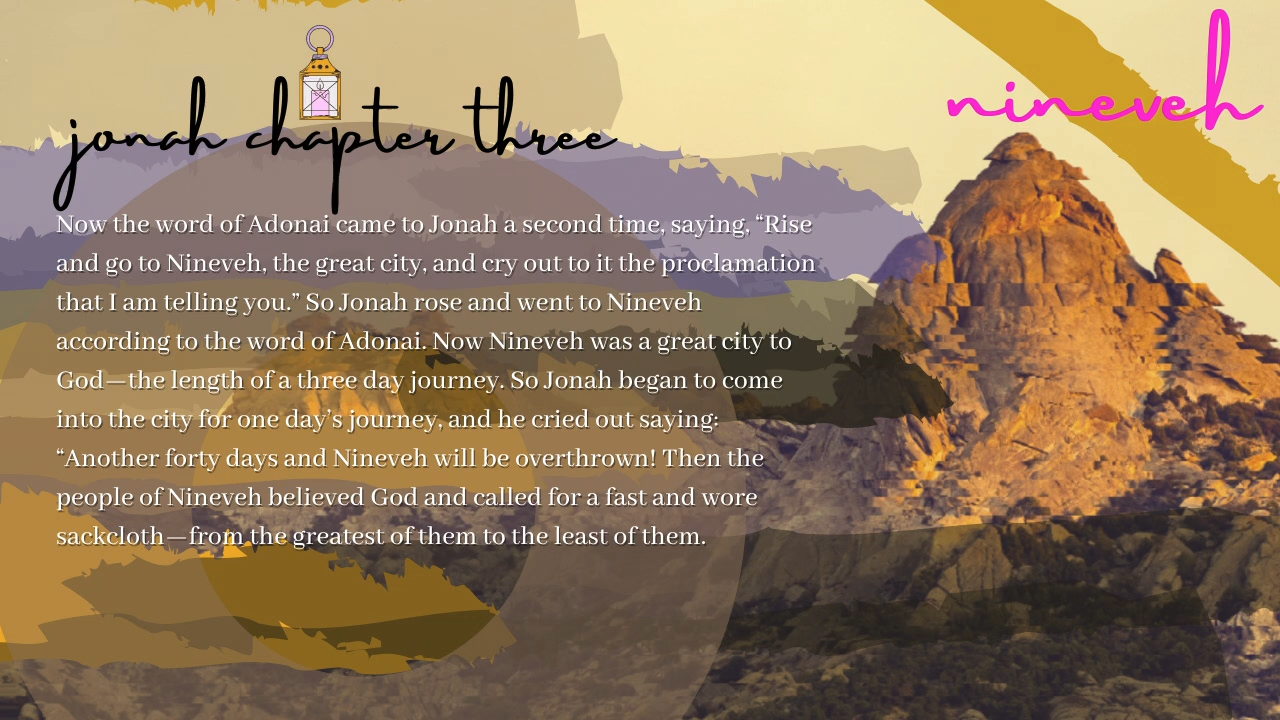 jonah chapter three
nineveh
Now the word of Adonai came to Jonah a second time, saying, “Rise
and go to Nineveh, the great city, and cry out to it the proclamation
that I am telling you.” So Jonah rose and went to Nineveh
according to the word of Adonai. Now Nineveh was a great city to
God—the length of a three day journey. So Jonah began to come
into the city for one day’s journey, and he cried out saying:
“Another forty days and Nineveh will be overthrown! Then the
people of Nineveh believed God and called for a fast and wore
sackcloth—from the greatest of them to the least of them.